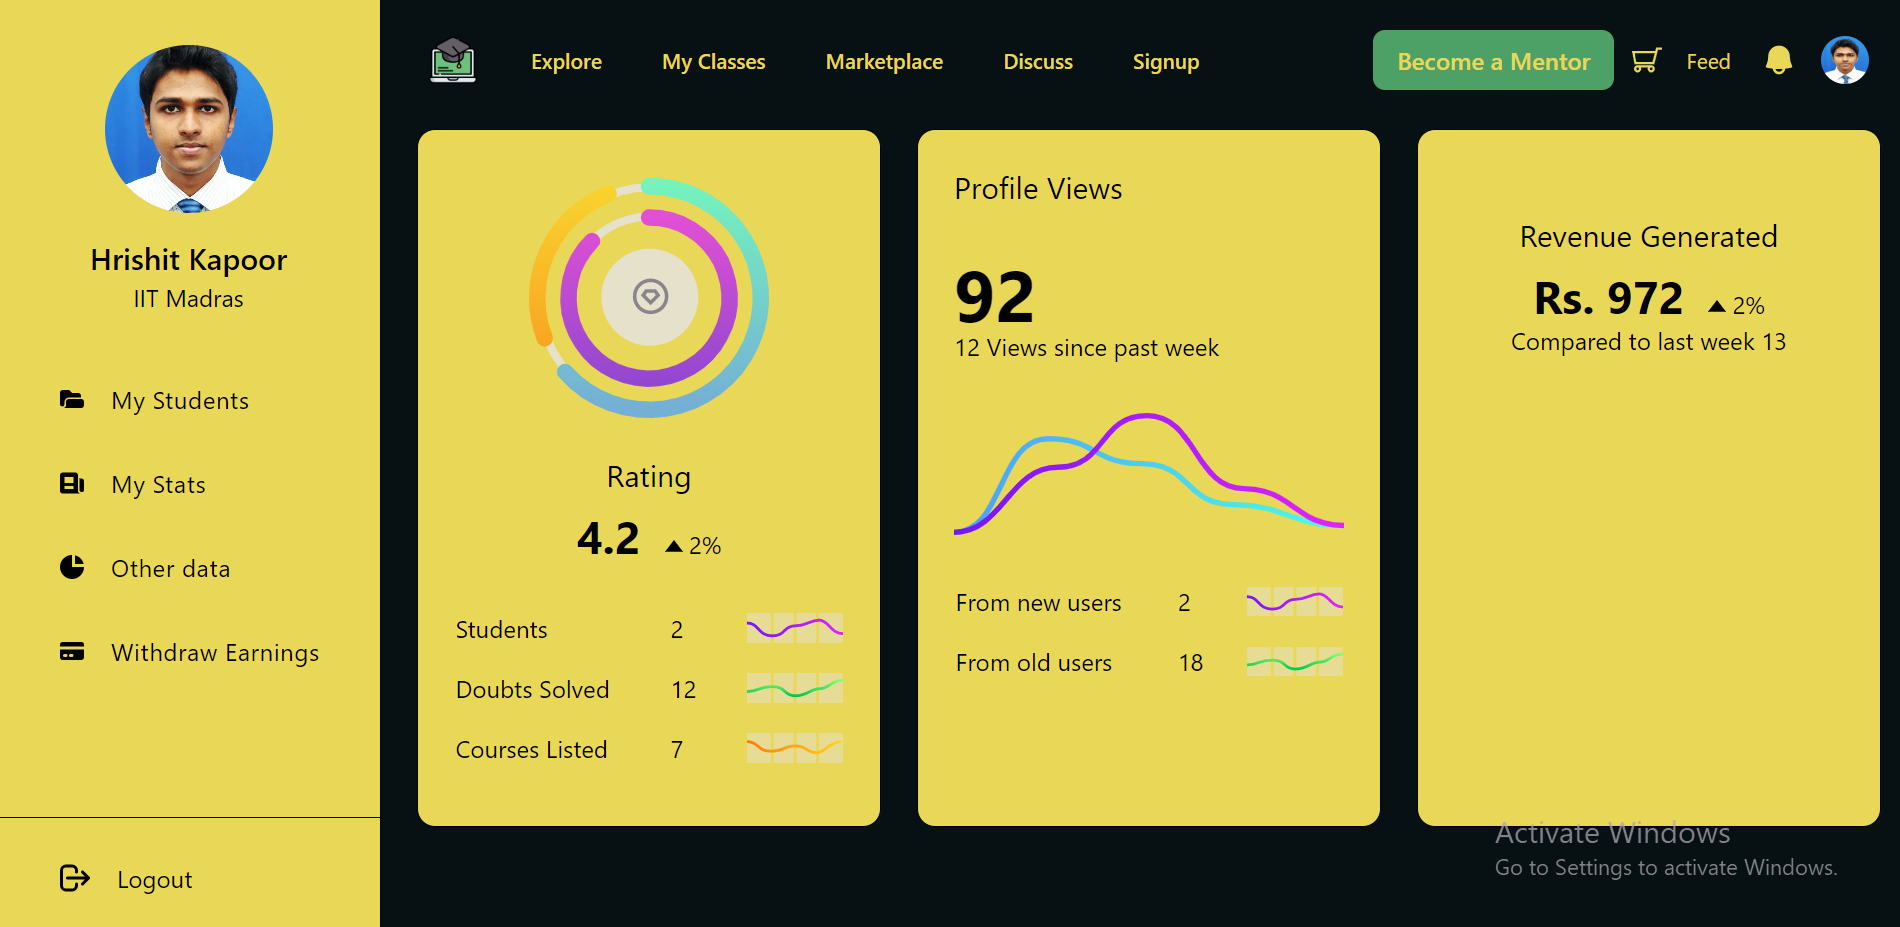 Hrishit Kapoor
IIT Madras
My Students
My Stats
Other data
Withdraw Earnings
Logout
Explore
My Classes
Marketplace
Discuss
Signup
Become a Mentor
Feed
Rating
4.2 ▲ 2%
Students 2
Doubts Solved 12
Courses Listed 7
Profile Views
92
12 Views since past week
From new users 2
From old users 18
Revenue Generated
Rs. 972 ▲ 2%
Compared to last week 13
Activate Windows
Go to Settings to activate Windows.